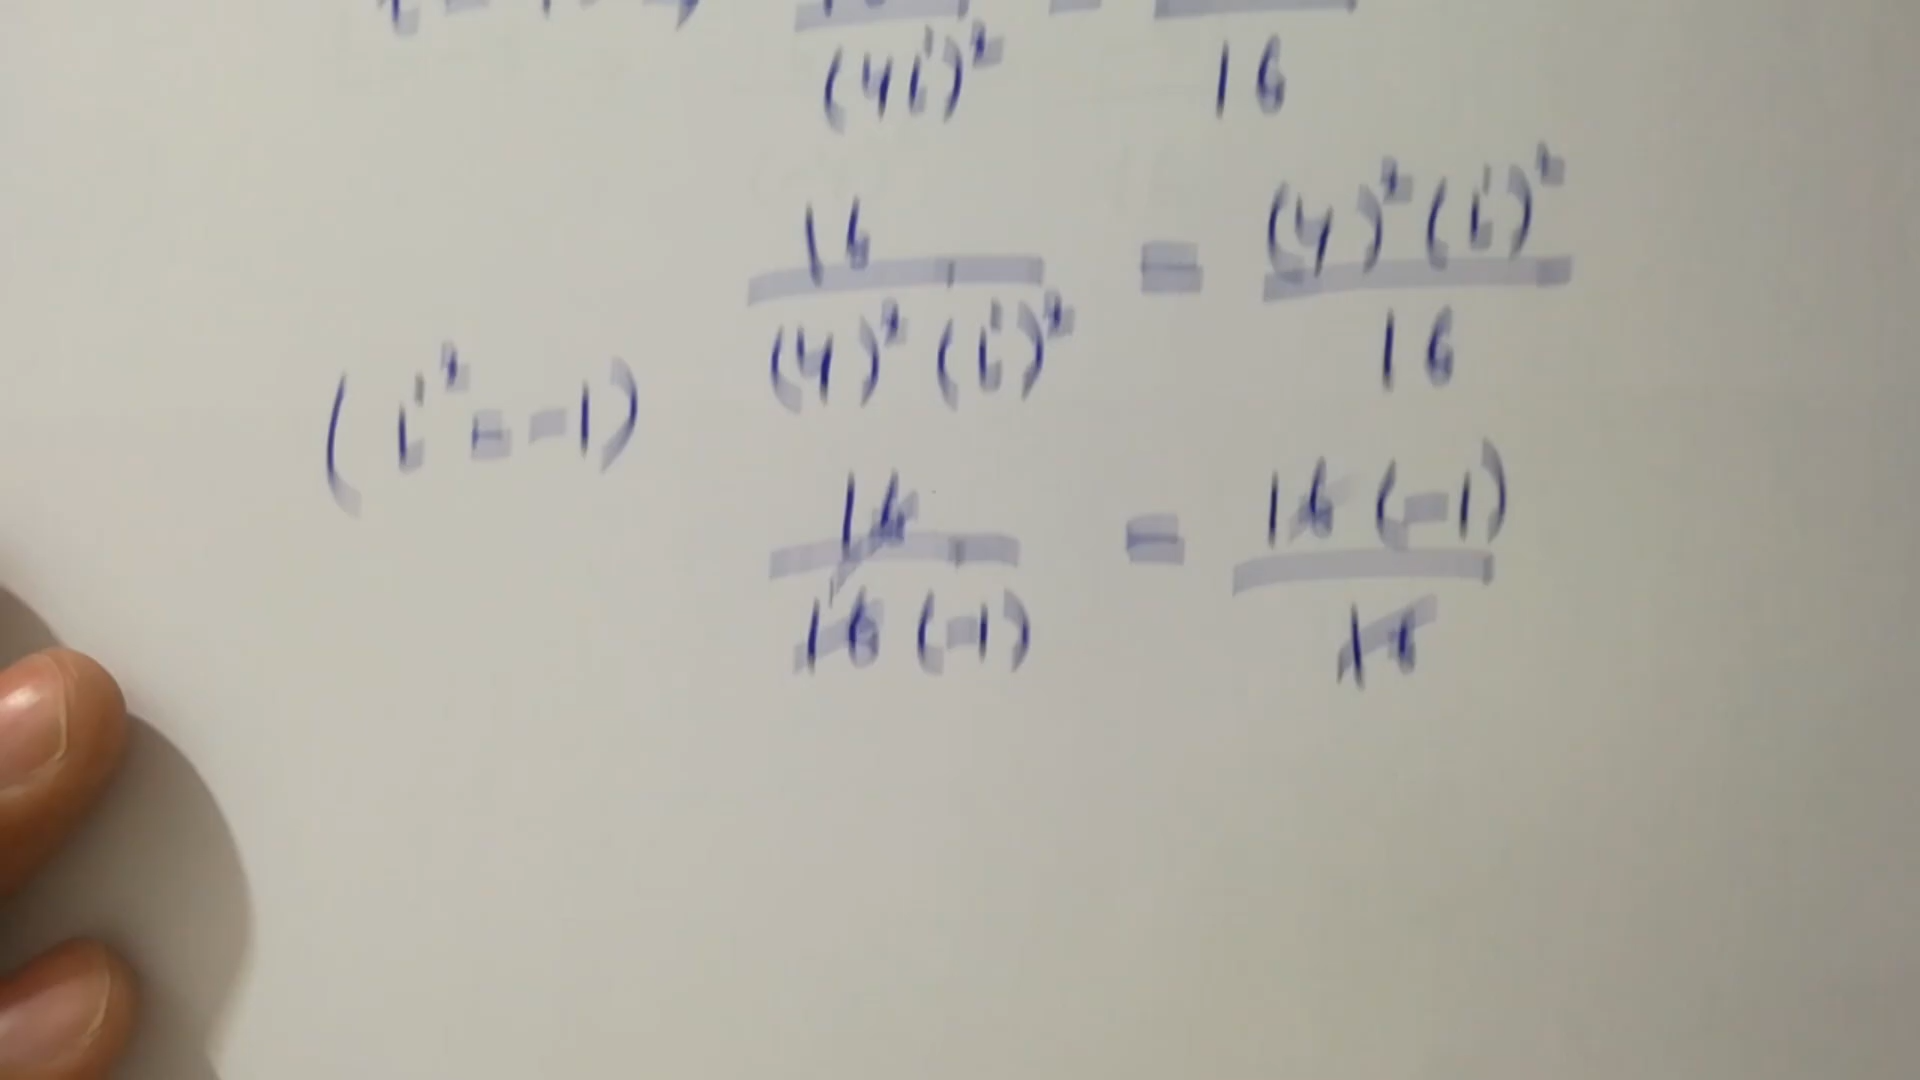 (4i)² = 16
16 / (4)² (i)² = (4)² (i)² / 16
(i² = -1)
16 / 16 (-1) = 16 (-1) / 16